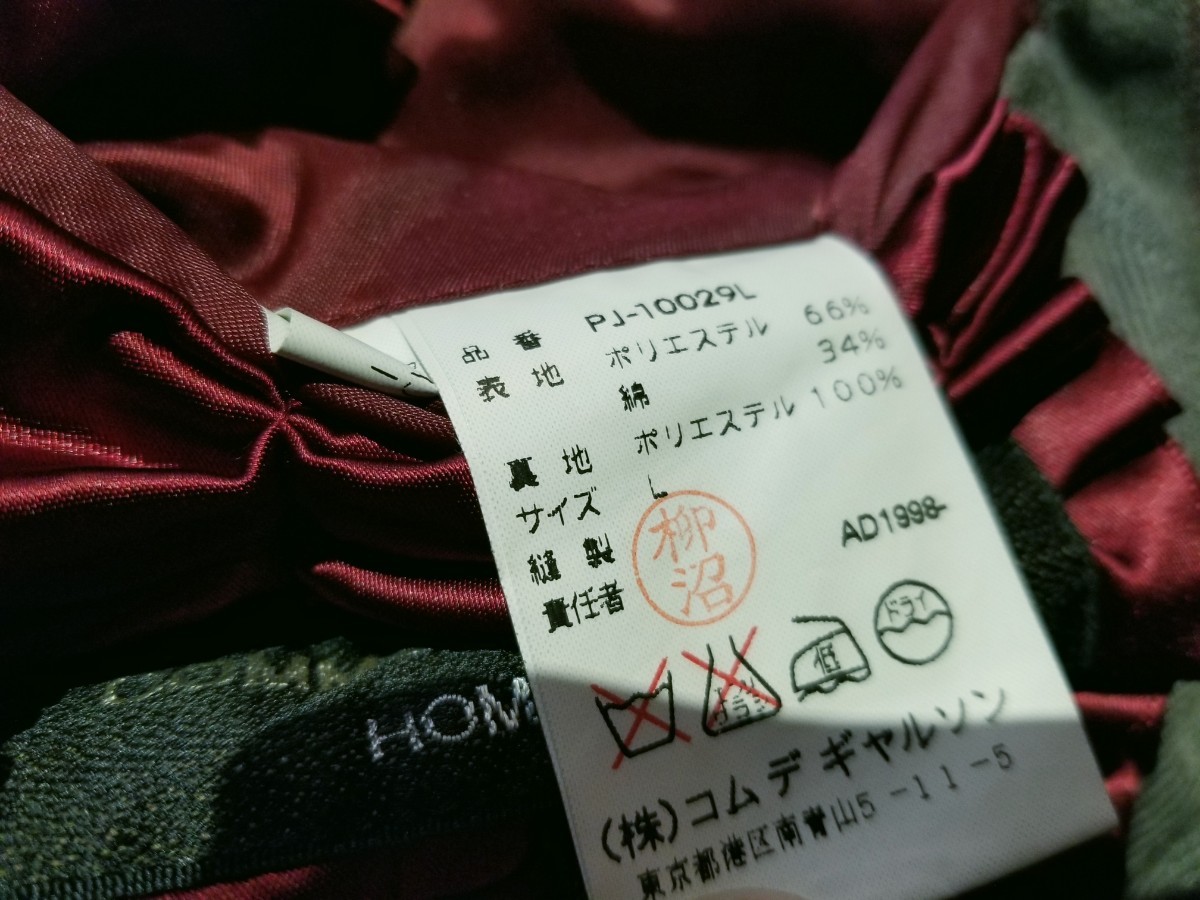 品番 PJ-10029L
表地 ポリエステル 66%
綿 34%
裏地 ポリエステル 100%
サイズ L
縫製
責任者
柳沼
AD1998
低
ドライ
(株)コムデギャルソン
東京都港区南青山5-11-5
HOM